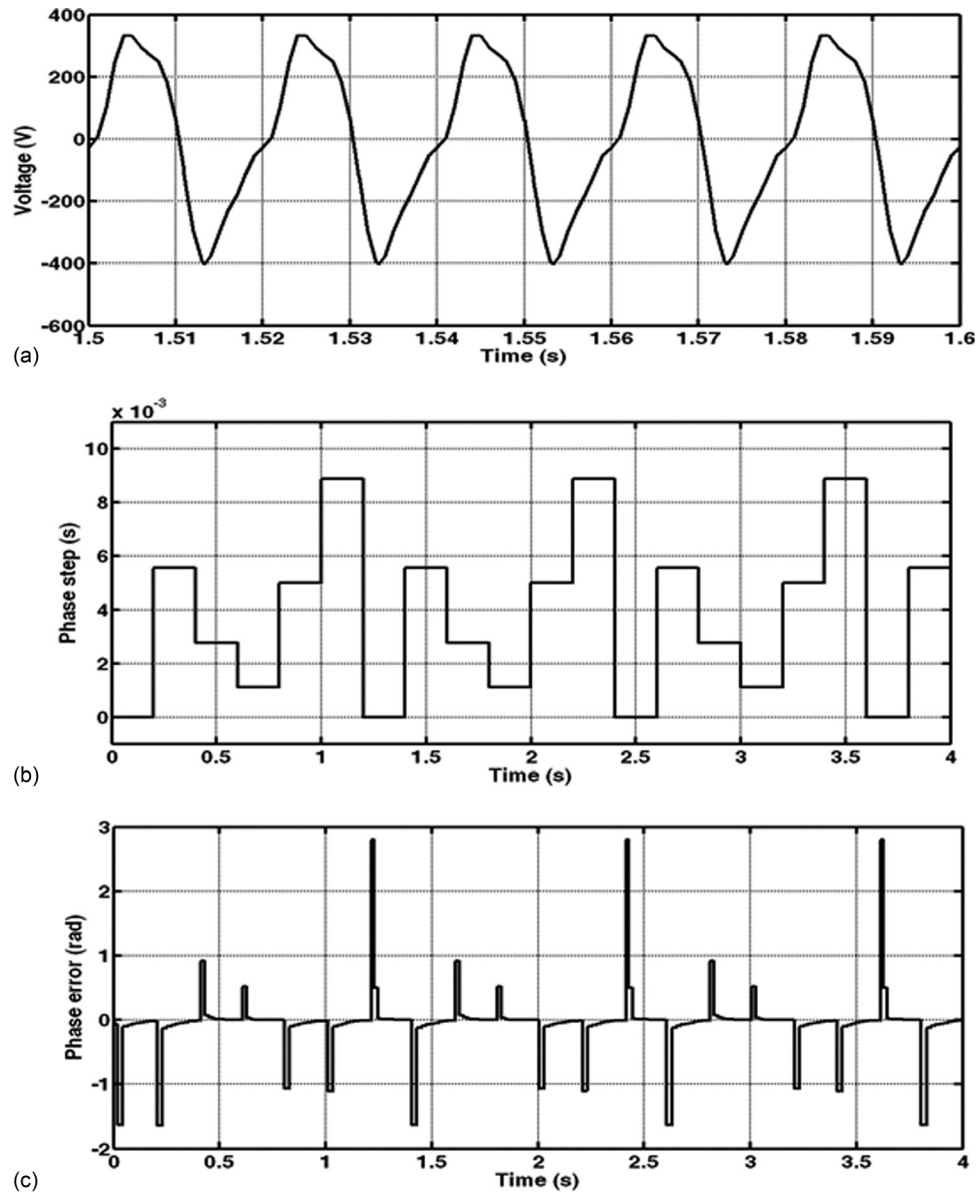 400
200
0
-200
-400
-600
Voltage (V)
1.5 1.51 1.52 1.53 1.54 1.55 1.56 1.57 1.58 1.59 1.6
Time (s)
(a)
x 10-3
10
8
6
4
2
0
Phase step (s)
0 0.5 1 1.5 2 2.5 3 3.5 4
Time (s)
(b)
3
2
1
0
-1
-2
Phase error (rad)
0 0.5 1 1.5 2 2.5 3 3.5 4
Time (s)
(c)